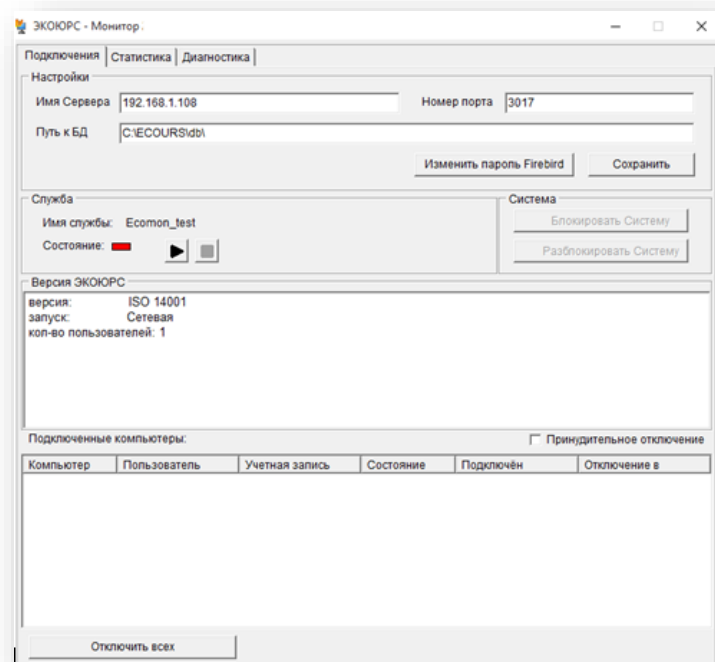 ЭКОЮРС - Монитор
Подключения Статистика Диагностика
Настройки
Имя Сервера 192.168.1.108 Номер порта 3017
Путь к БД C:\ECOURS\db\
Изменить пароль Firebird Сохранить
Служба Система
Имя службы: Ecomon_test Блокировать Систему
Состояние: Разблокировать Систему
Версия ЭКОЮРС
версия: ISO 14001
запуск: Сетевая
кол-во пользователей: 1
Подключенные компьютеры: Принудительное отключение
Компьютер Пользователь Учетная запись Состояние Подключён Отключение в
Отключить всех